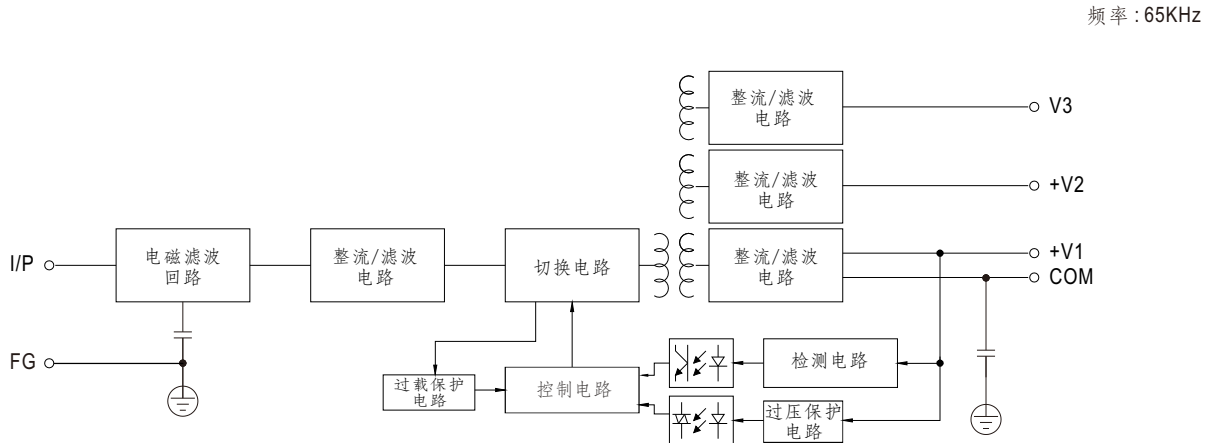 频率 : 65KHz
整流/滤波
电路
V3
整流/滤波
电路
+V2
I/P
电磁滤波
回路
整流/滤波
电路
切换电路
整流/滤波
电路
+V1
COM
FG
过载保护
电路
控制电路
检测电路
过压保护
电路